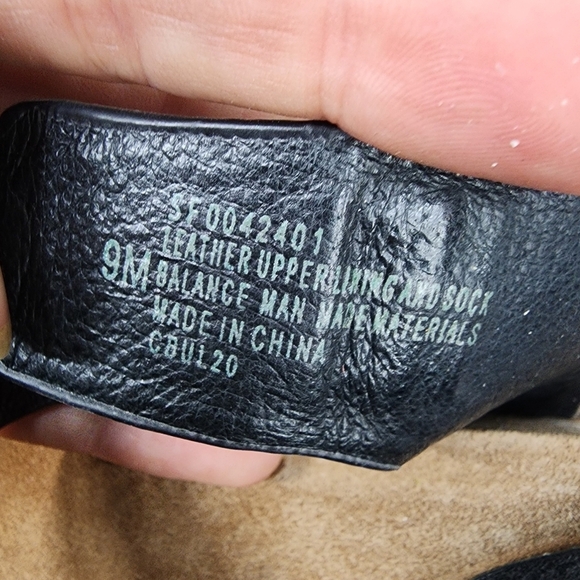 SF0042401
LEATHER UPPER LINING AND SOCK
9M BALANCE MAN MADE MATERIALS
MADE IN CHINA
CBUL20